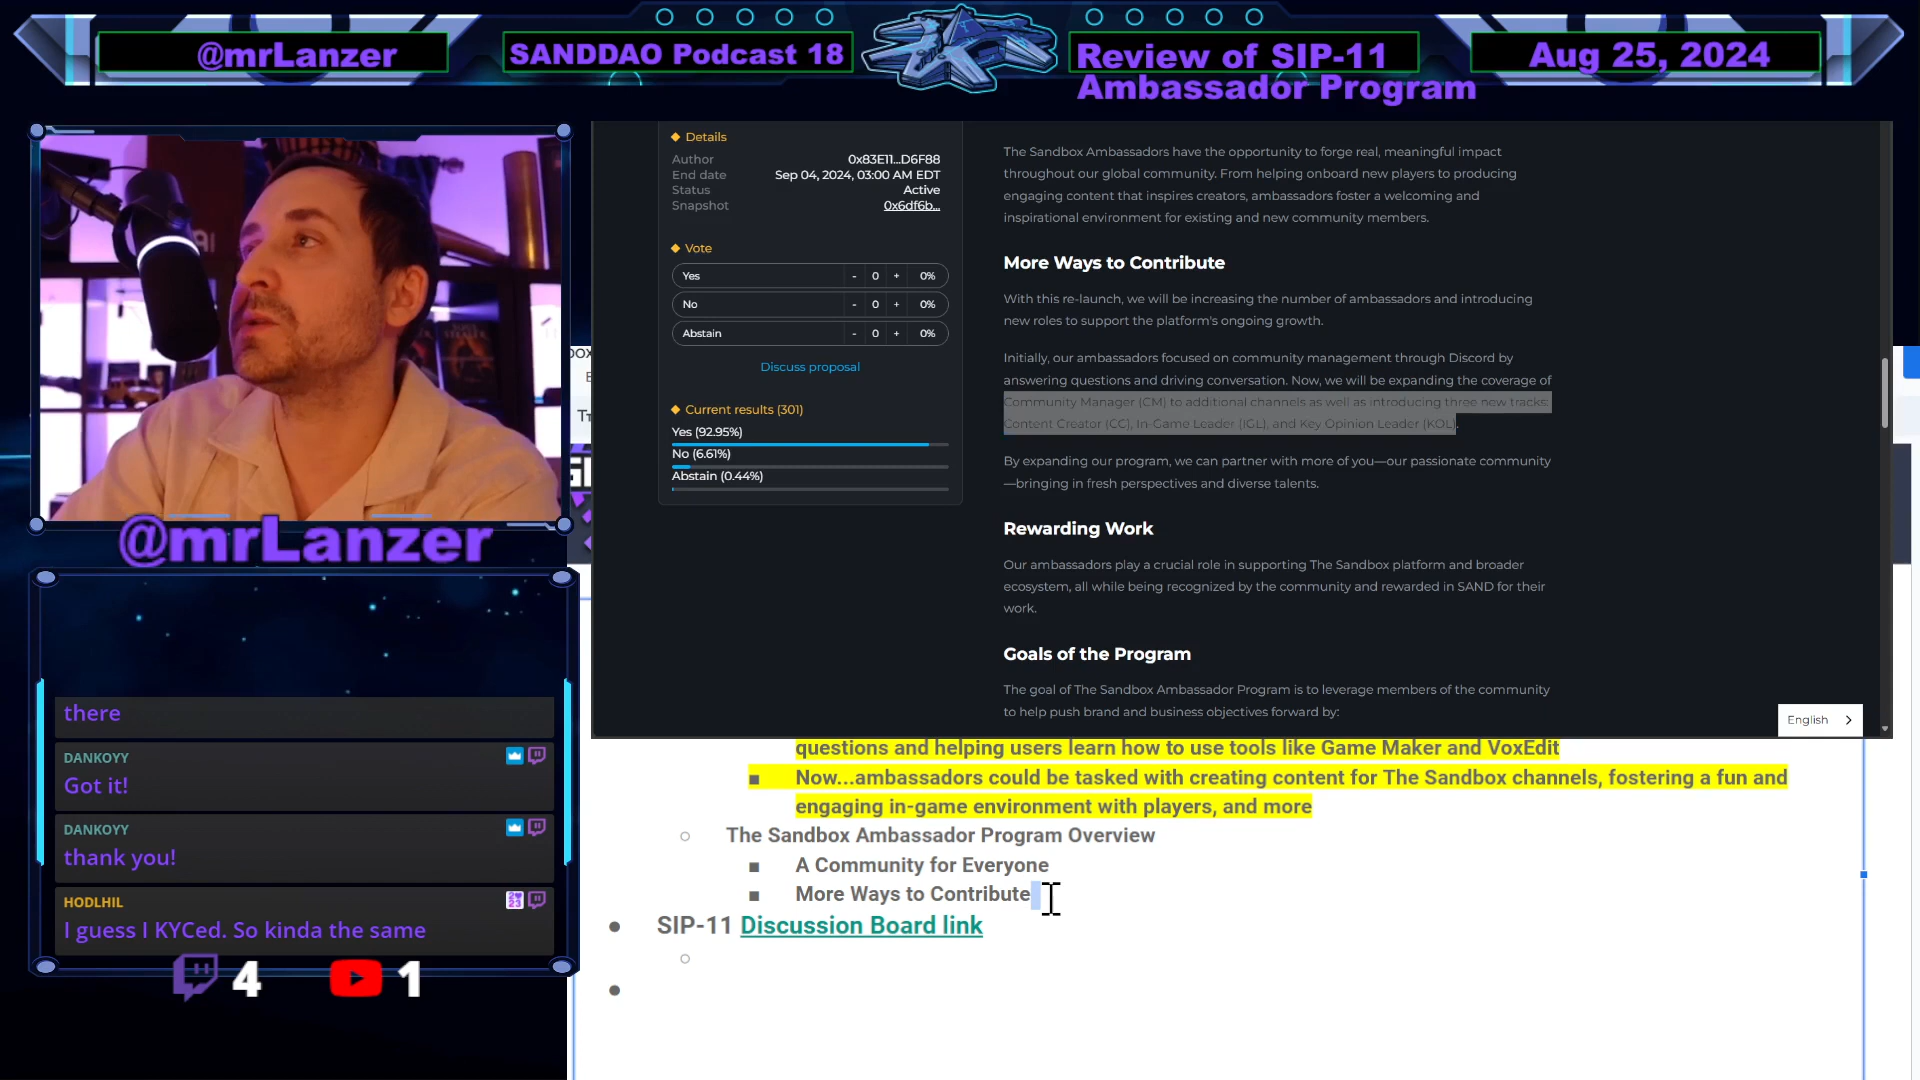 @mrLanzer
SANDDAO Podcast 18
Review of SIP-11
Ambassador Program
Aug 25, 2024
Details
Author 0x83E11...D6F88
End date Sep 04, 2024, 03:00 AM EDT
Status Active
Snapshot 0x6df6b...
Vote
Yes - 0 + 0%
No - 0 + 0%
Abstain - 0 + 0%
Discuss proposal
Current results (301)
Yes (92.95%)
No (6.61%)
Abstain (0.44%)
The Sandbox Ambassadors have the opportunity to forge real, meaningful impact
throughout our global community. From helping onboard new players to producing
engaging content that inspires creators, ambassadors foster a welcoming and
inspirational environment for existing and new community members.
More Ways to Contribute
With this re-launch, we will be increasing the number of ambassadors and introducing
new roles to support the platform's ongoing growth.
Initially, our ambassadors focused on community management through Discord by
answering questions and driving conversation. Now, we will be expanding the coverage of
Community Manager (CM) to additional channels as well as introducing three new tracks:
Content Creator (CC), In-Game Leader (IGL), and Key Opinion Leader (KOL).
By expanding our program, we can partner with more of you—our passionate community
—bringing in fresh perspectives and diverse talents.
Rewarding Work
Our ambassadors play a crucial role in supporting The Sandbox platform and broader
ecosystem, all while being recognized by the community and rewarded in SAND for their
work.
Goals of the Program
The goal of The Sandbox Ambassador Program is to leverage members of the community
to help push brand and business objectives forward by:
English
@mrLanzer
there
DANKOYY
Got it!
DANKOYY
thank you!
HODLHIL
I guess I KYCed. So kinda the same
4
1
questions and helping users learn how to use tools like Game Maker and VoxEdit
Now...ambassadors could be tasked with creating content for The Sandbox channels, fostering a fun and
engaging in-game environment with players, and more
The Sandbox Ambassador Program Overview
A Community for Everyone
More Ways to Contribute
SIP-11 Discussion Board link